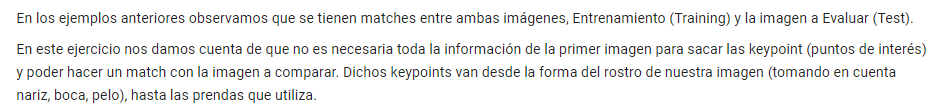 En los ejemplos anteriores observamos que se tienen matches entre ambas imágenes, Entrenamiento (Training) y la imagen a Evaluar (Test).
En este ejercicio nos damos cuenta de que no es necesaria toda la información de la primer imagen para sacar las keypoint (puntos de interés)
y poder hacer un match con la imagen a comparar. Dichos keypoints van desde la forma del rostro de nuestra imagen (tomando en cuenta
nariz, boca, pelo), hasta las prendas que utiliza.